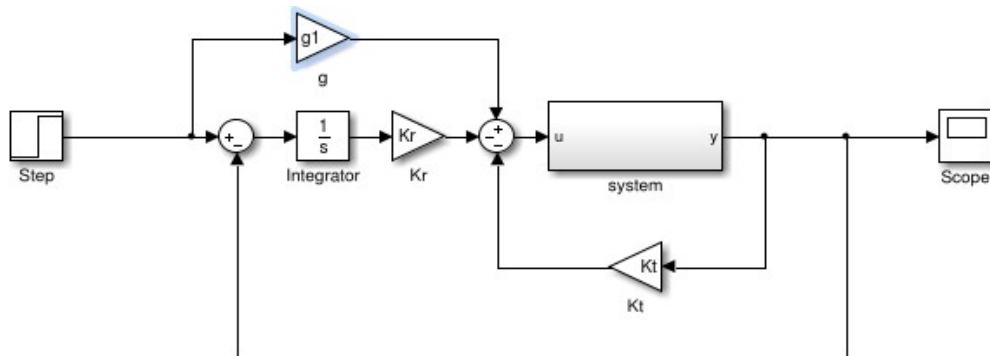 g1
g
+
−
1
s
Kr
−
+
−
u
y
Step
Integrator
Kr
system
Scope
Kt
Kt